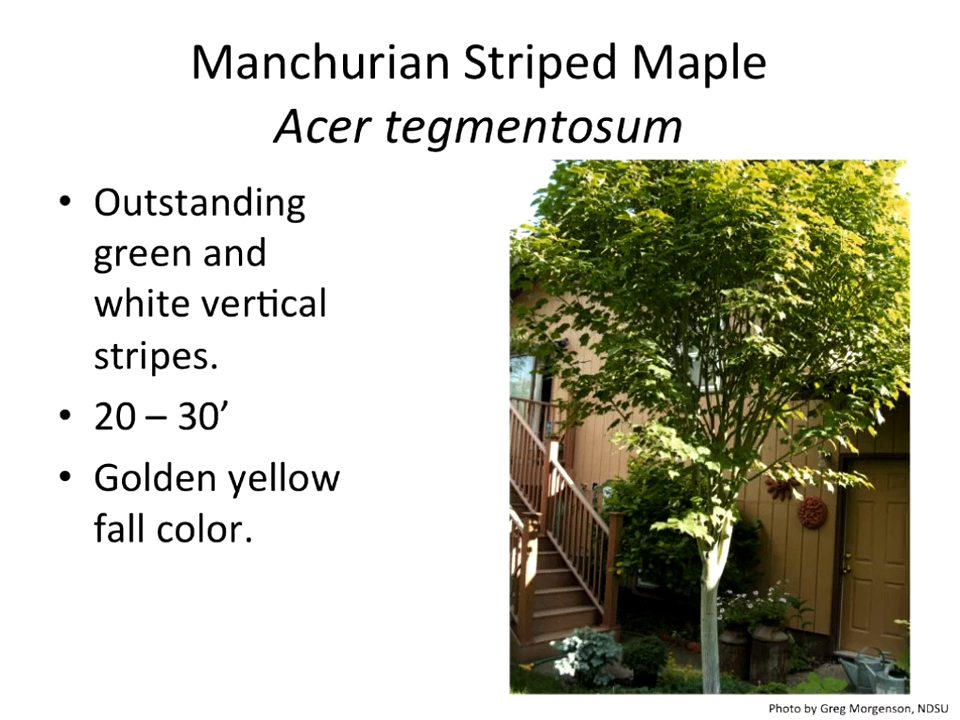 Manchurian Striped Maple
Acer tegmentosum
• Outstanding
green and
white vertical
stripes.
• 20 – 30’
• Golden yellow
fall color.
Photo by Greg Morgenson, NDSU